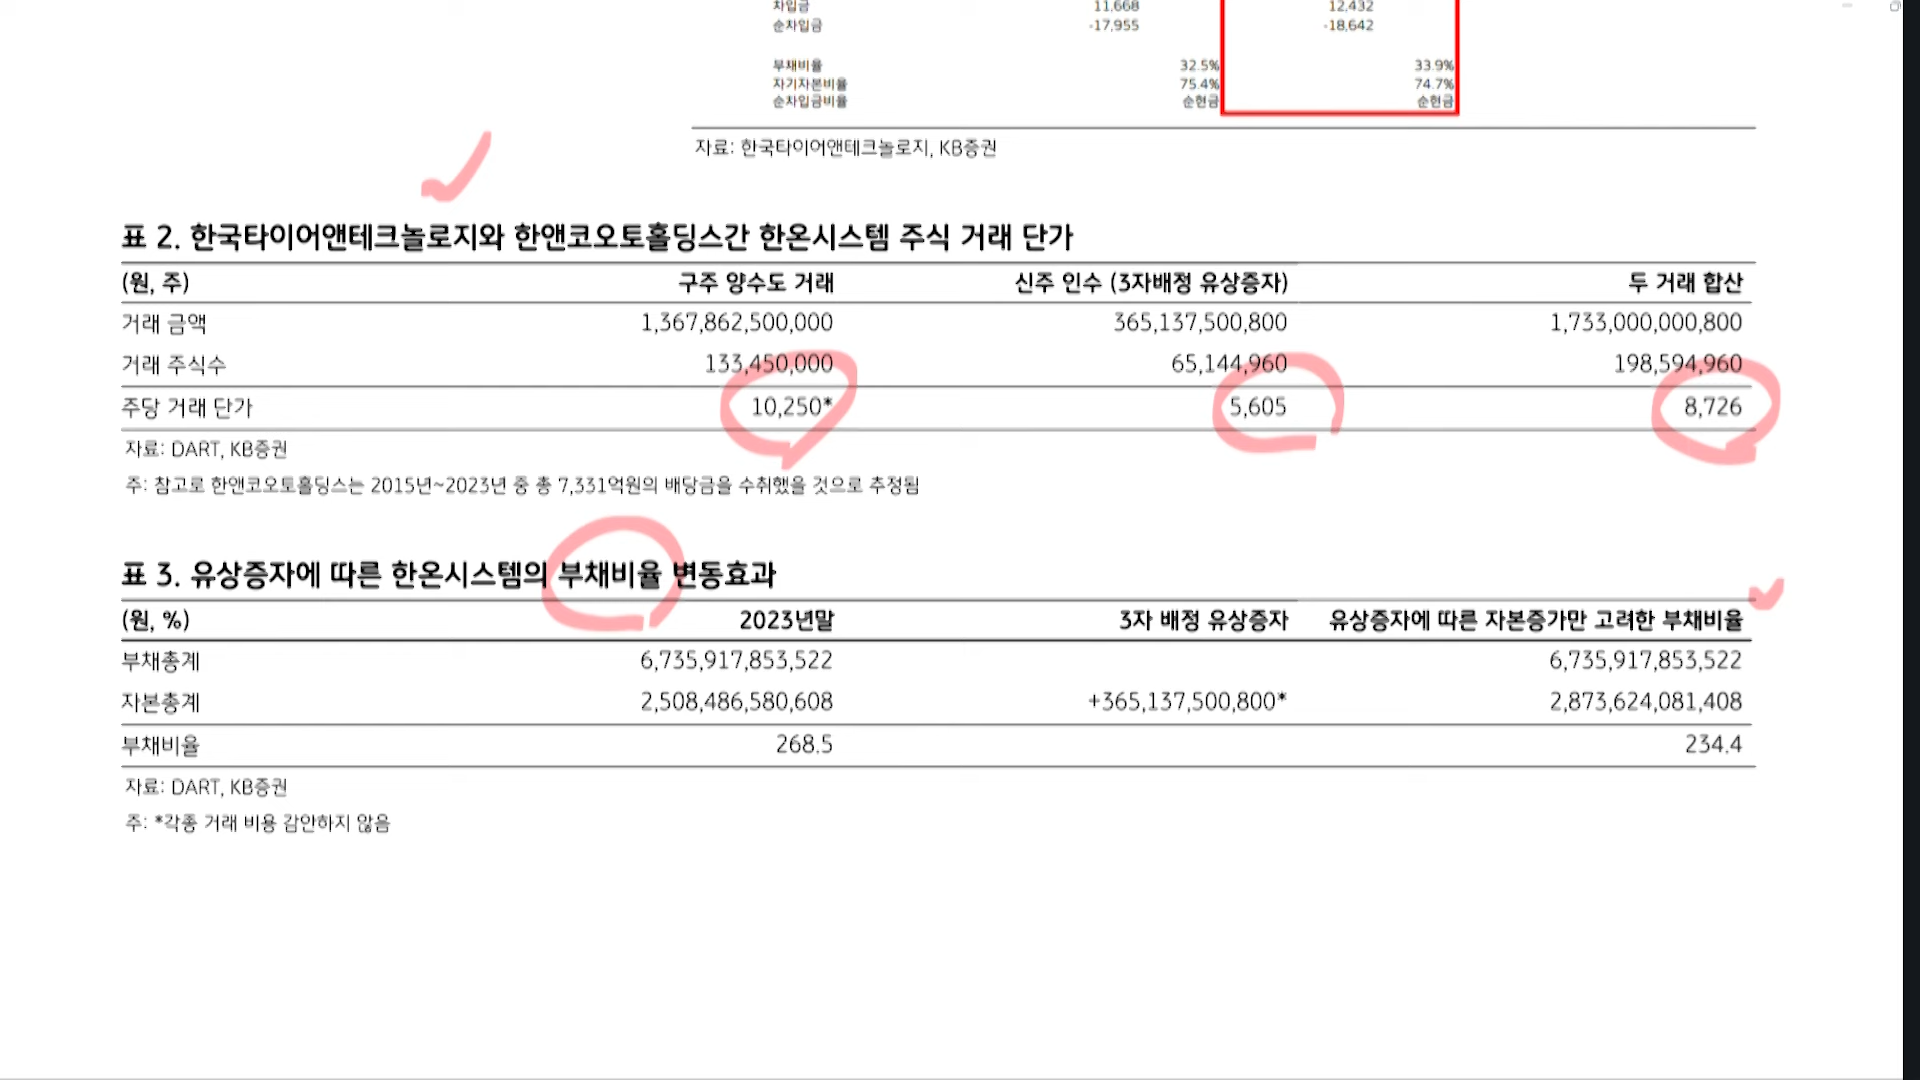 차입금 11,668 12,432
순차입금 -17,955 -18,642
부채비율 32.5% 33.9%
자기자본비율 75.4% 74.7%
순차입금비율 순현금 순현금
자료: 한국타이어앤테크놀로지, KB증권
표 2. 한국타이어앤테크놀로지와 한앤코오토홀딩스간 한온시스템 주식 거래 단가
(원, 주) 구주 양수도 거래 신주 인수 (3자배정 유상증자) 두 거래 합산
거래 금액 1,367,862,500,000 365,137,500,800 1,733,000,000,800
거래 주식수 133,450,000 65,144,960 198,594,960
주당 거래 단가 10,250* 5,605 8,726
자료: DART, KB증권
주: 참고로 한앤코오토홀딩스는 2015년~2023년 중 총 7,331억원의 배당금을 수취했을 것으로 추정됨
표 3. 유상증자에 따른 한온시스템의 부채비율 변동효과
(원, %) 2023년말 3자 배정 유상증자 유상증자에 따른 자본증가만 고려한 부채비율
부채총계 6,735,917,853,522 6,735,917,853,522
자본총계 2,508,486,580,608 +365,137,500,800* 2,873,624,081,408
부채비율 268.5 234.4
자료: DART, KB증권
주: *각종 거래 비용 감안하지 않음